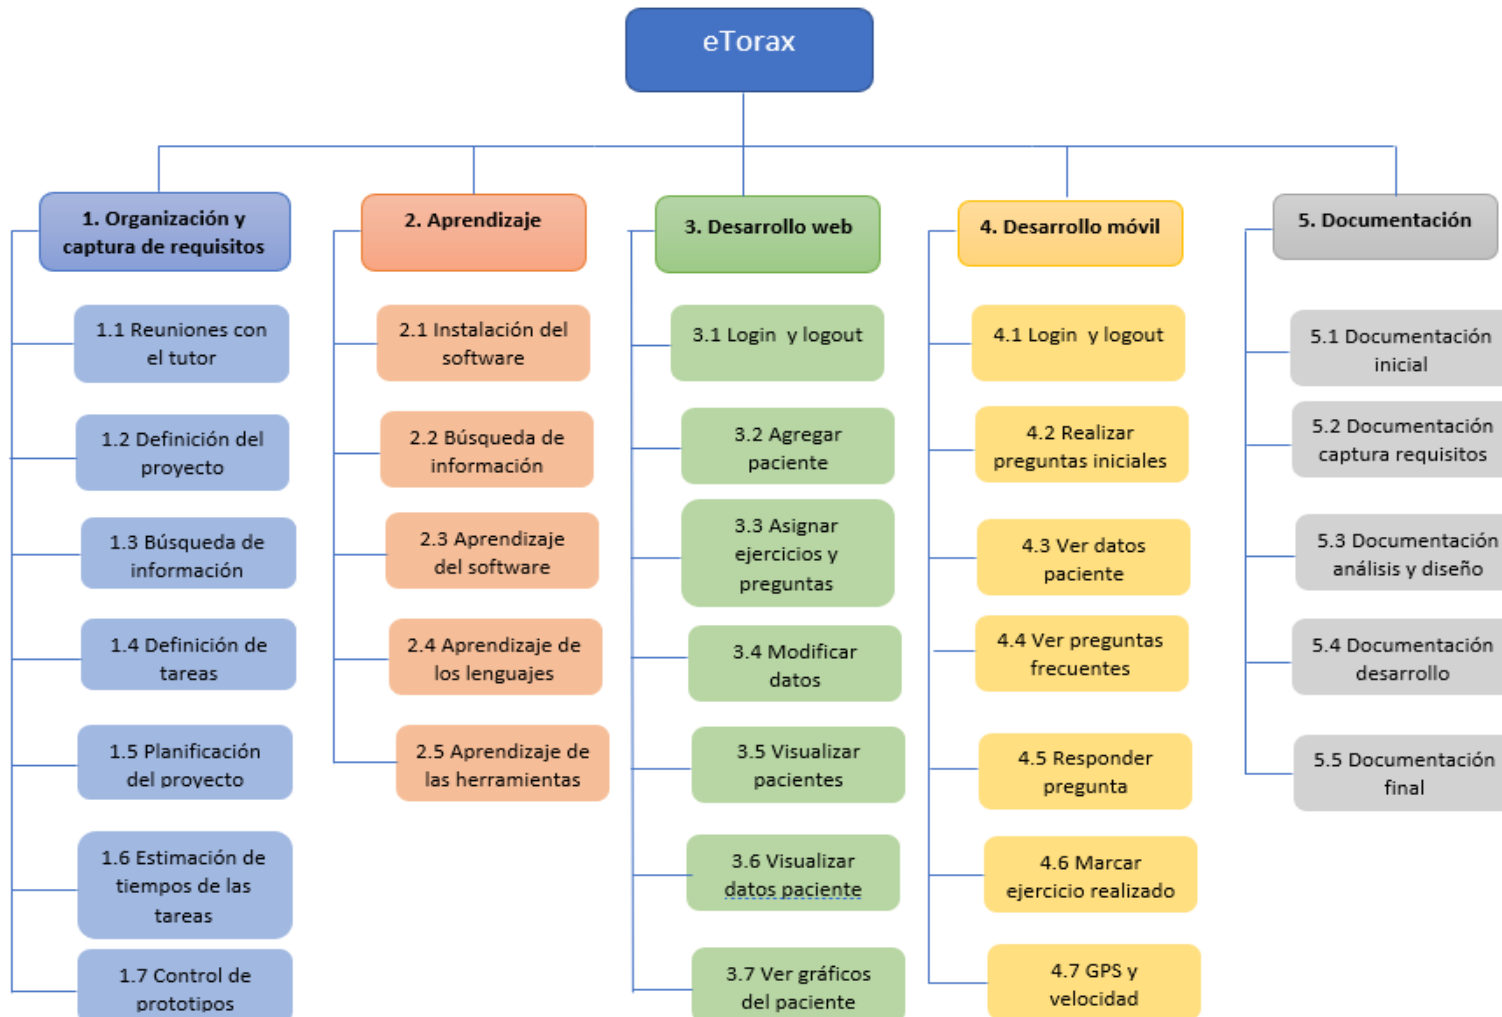 eTorax
1. Organización y
captura de requisitos
1.1 Reuniones con
el tutor
1.2 Definición del
proyecto
1.3 Búsqueda de
información
1.4 Definición de
tareas
1.5 Planificación
del proyecto
1.6 Estimación de
tiempos de las
tareas
1.7 Control de
prototipos
2. Aprendizaje
2.1 Instalación del
software
2.2 Búsqueda de
información
2.3 Aprendizaje
del software
2.4 Aprendizaje de
los lenguajes
2.5 Aprendizaje de
las herramientas
3. Desarrollo web
3.1 Login y logout
3.2 Agregar
paciente
3.3 Asignar
ejercicios y
preguntas
3.4 Modificar
datos
3.5 Visualizar
pacientes
3.6 Visualizar
datos paciente
3.7 Ver gráficos
del paciente
4. Desarrollo móvil
4.1 Login y logout
4.2 Realizar
preguntas iniciales
4.3 Ver datos
paciente
4.4 Ver preguntas
frecuentes
4.5 Responder
pregunta
4.6 Marcar
ejercicio realizado
4.7 GPS y
velocidad
5. Documentación
5.1 Documentación
inicial
5.2 Documentación
captura requisitos
5.3 Documentación
análisis y diseño
5.4 Documentación
desarrollo
5.5 Documentación
final